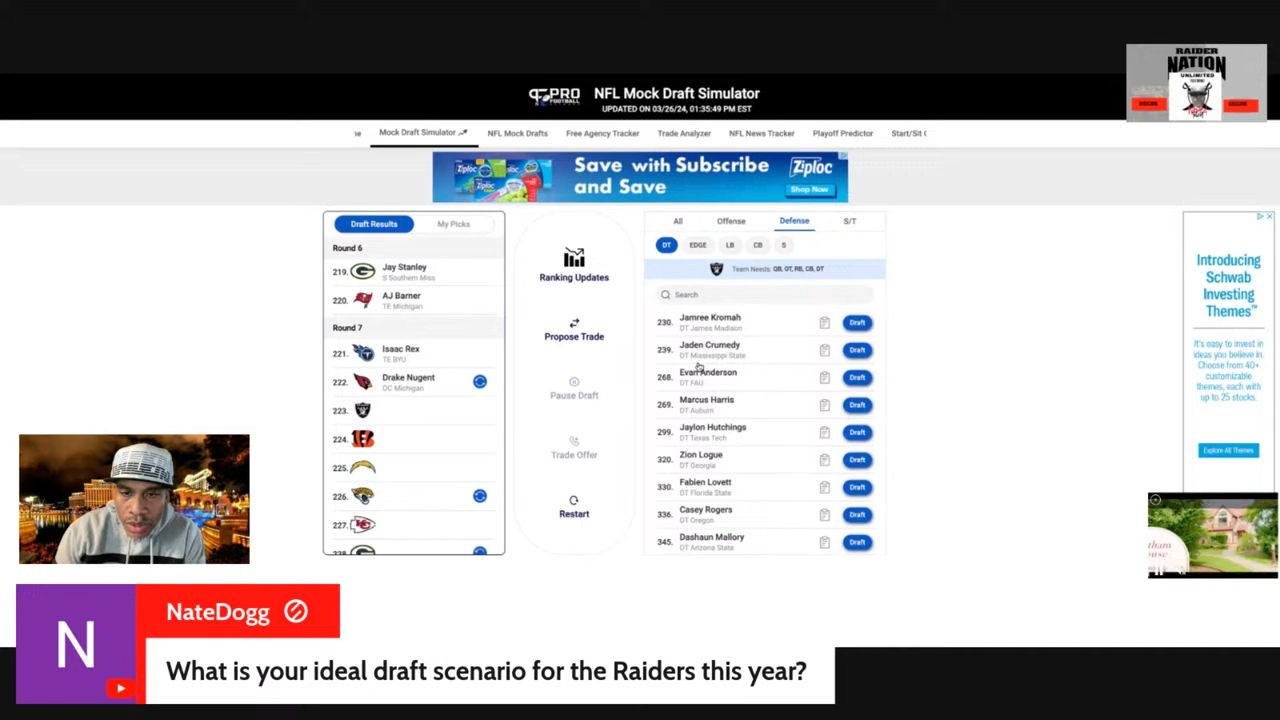 RAIDER
NATION
UNLIMITED
PRO
FOOTBALL
NFL Mock Draft Simulator
UPDATED ON 03/26/24, 01:35:49 PM EST
Mock Draft Simulator
NFL Mock Drafts
Free Agency Tracker
Trade Analyzer
NFL News Tracker
Playoff Predictor
Start/Sit
Save with Subscribe
and Save
Ziploc
Shop Now
Draft Results
My Picks
Round 6
219.
Jay Stanley
S Southern Miss
220.
AJ Barner
TE Michigan
Round 7
221.
Isaac Rex
TE BYU
222.
Drake Nugent
OC Michigan
223.
224.
225.
226.
227.
228.
Ranking Updates
Propose Trade
Pause Draft
Trade Offer
Restart
All
Offense
Defense
S/T
DT
EDGE
LB
CB
S
Team Needs: QB, OT, RB, CB, DT
Search
230.
Jamree Kromah
DT James Madison
Draft
239.
Jaden Crumedy
DT Mississippi State
Draft
268.
Evan Anderson
DT FAU
Draft
269.
Marcus Harris
DT Auburn
Draft
299.
Jaylon Hutchings
DT Texas Tech
Draft
320.
Zion Logue
DT Georgia
Draft
330.
Fabien Lovett
DT Florida State
Draft
336.
Casey Rogers
DT Oregon
Draft
345.
Dashaun Mallory
DT Arizona State
Draft
Introducing
Schwab
Investing
Themes™
It's easy to invest in
ideas you believe in.
Choose from 40+
customizable
themes, each with
up to 25 stocks.
Explore All Themes
N
NateDogg
What is your ideal draft scenario for the Raiders this year?